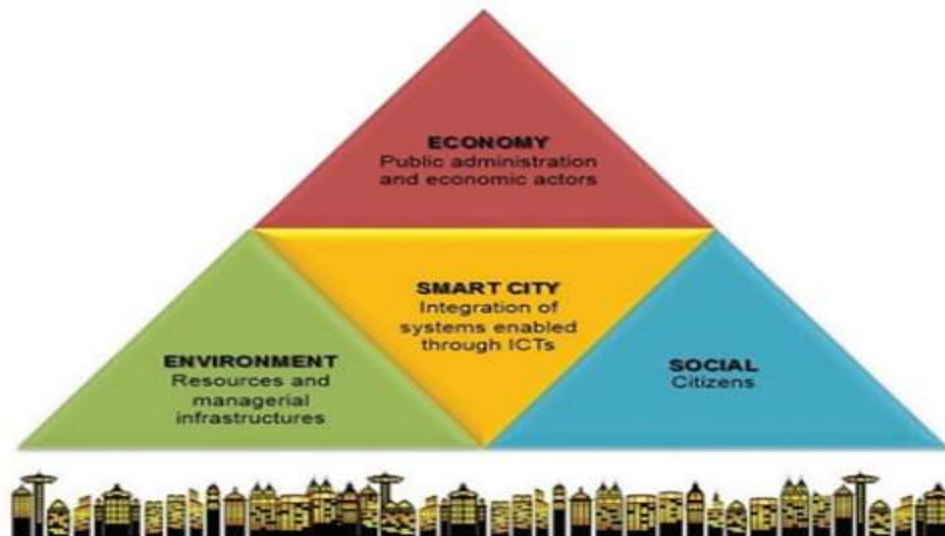 ECONOMY
Public administration
and economic actors
SMART CITY
Integration of
systems enabled
through ICTs
ENVIRONMENT
Resources and
managerial
infrastructures
SOCIAL
Citizens